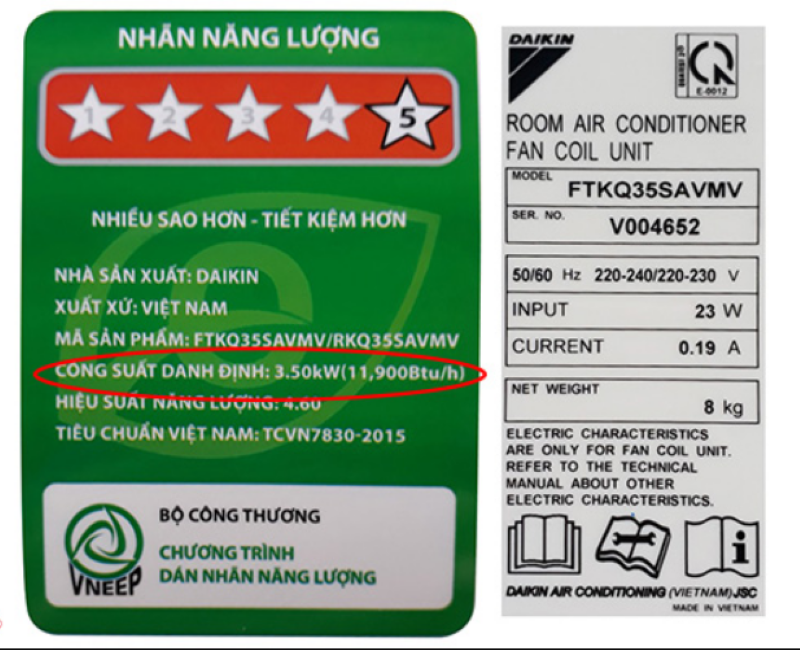 NHÃN NĂNG LƯỢNG
1 2 3 4 5
NHIỀU SAO HƠN - TIẾT KIỆM HƠN
NHÀ SẢN XUẤT: DAIKIN
XUẤT XỨ: VIỆT NAM
MÃ SẢN PHẨM: FTKQ35SAVMV/RKQ35SAVMV
CÔNG SUẤT DANH ĐỊNH: 3.50kW(11,900Btu/h)
HIỆU SUẤT NĂNG LƯỢNG: 4.60
TIÊU CHUẨN VIỆT NAM: TCVN7830-2015
VNEEP
BỘ CÔNG THƯƠNG
CHƯƠNG TRÌNH
DÁN NHÃN NĂNG LƯỢNG
DAIKIN
E-0012
ROOM AIR CONDITIONER
FAN COIL UNIT
MODEL FTKQ35SAVMV
SER. NO. V004652
50/60 Hz 220-240/220-230 V
INPUT 23 W
CURRENT 0.19 A
NET WEIGHT
8 kg
ELECTRIC CHARACTERISTICS
ARE ONLY FOR FAN COIL UNIT.
REFER TO THE TECHNICAL
MANUAL ABOUT OTHER
ELECTRIC CHARACTERISTICS.
DAIKIN AIR CONDITIONING (VIETNAM) JSC
MADE IN VIETNAM